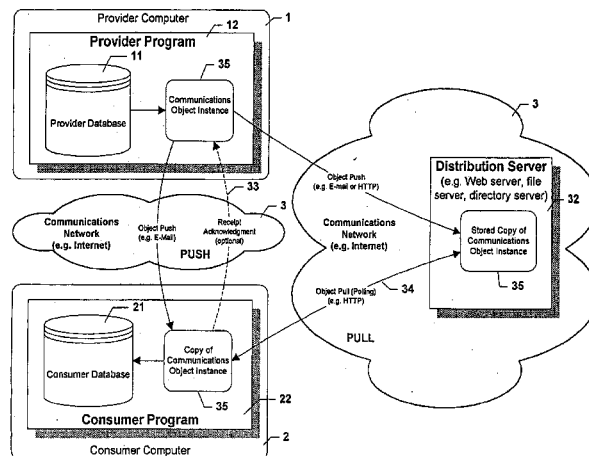 Provider Computer
1
Provider Program
12
11
35
Provider Database
Communications
Object Instance
3
33
Object Push
(e.g. E-mail or HTTP)
Distribution Server
(e.g. Web server, file
server, directory server)
32
Communications
Network
(e.g. Internet)
Object Push
(e.g. E-Mail)
PUSH
Receipt
Acknowledgment
(optional)
3
Communications
Network
(e.g. Internet)
Stored Copy of
Communications
Object Instance
35
Object Pull (Polling)
(e.g. HTTP)
34
PULL
21
Consumer Database
Copy of
Communications
Object Instance
35
22
Consumer Program
2
Consumer Computer